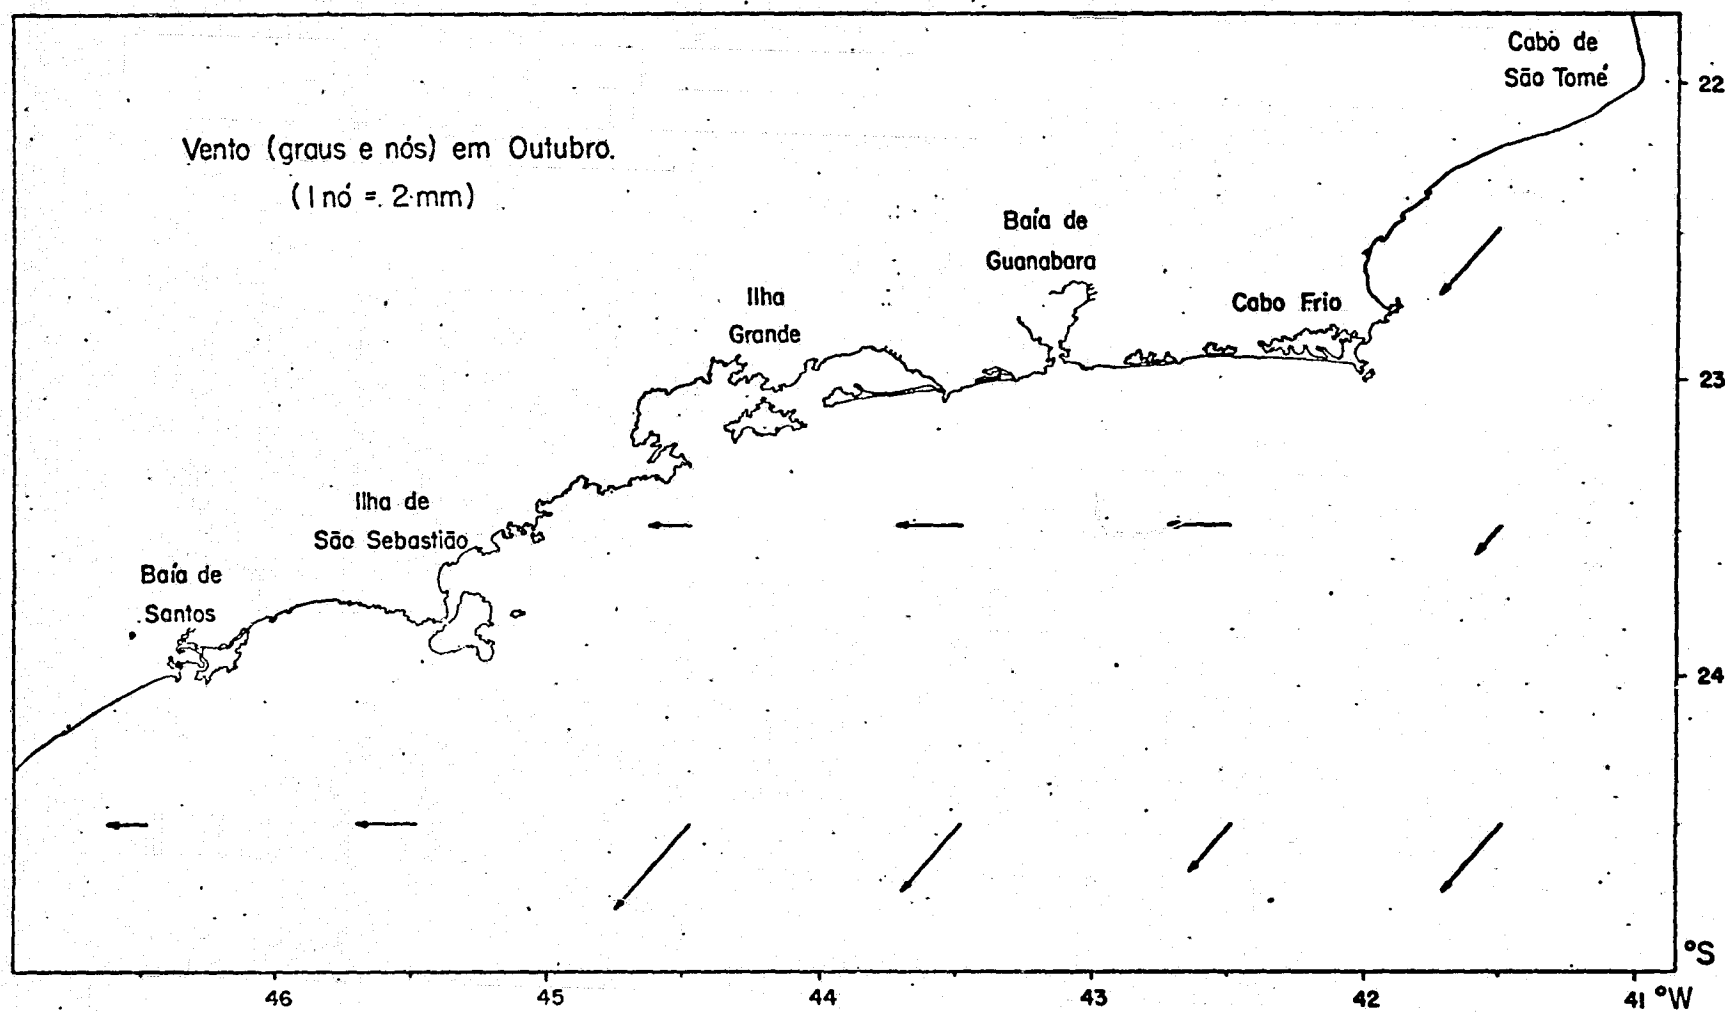 Cabo de
São Tomé
22
Vento (graus e nós) em Outubro.
(1 nó = 2 mm)
Baía de
Guanabara
Ilha
Grande
Cabo Frio
23
Ilha de
São Sebastião
Baía de
Santos
24
°S
46
45
44
43
42
41 °W